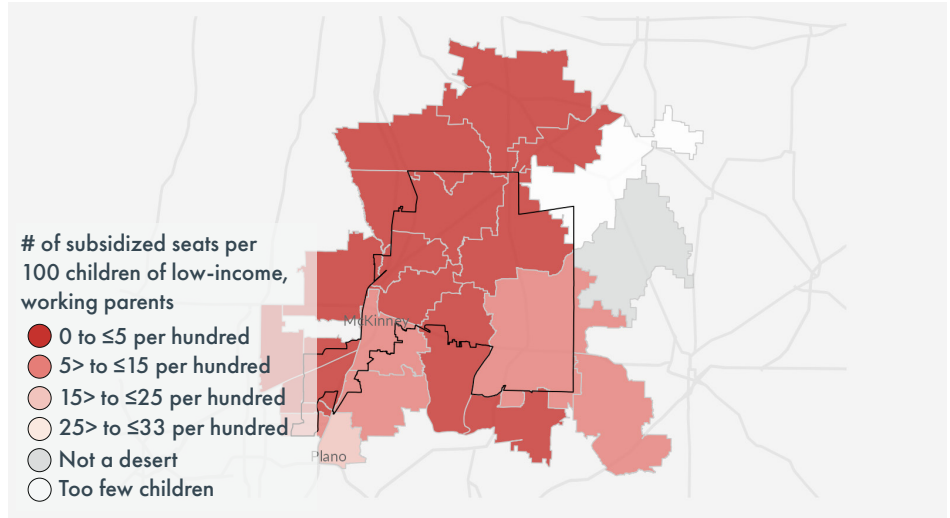 # of subsidized seats per
100 children of low-income,
working parents
0 to ≤5 per hundred
5> to ≤15 per hundred
15> to ≤25 per hundred
25> to ≤33 per hundred
Not a desert
Too few children
McKinney
Plano